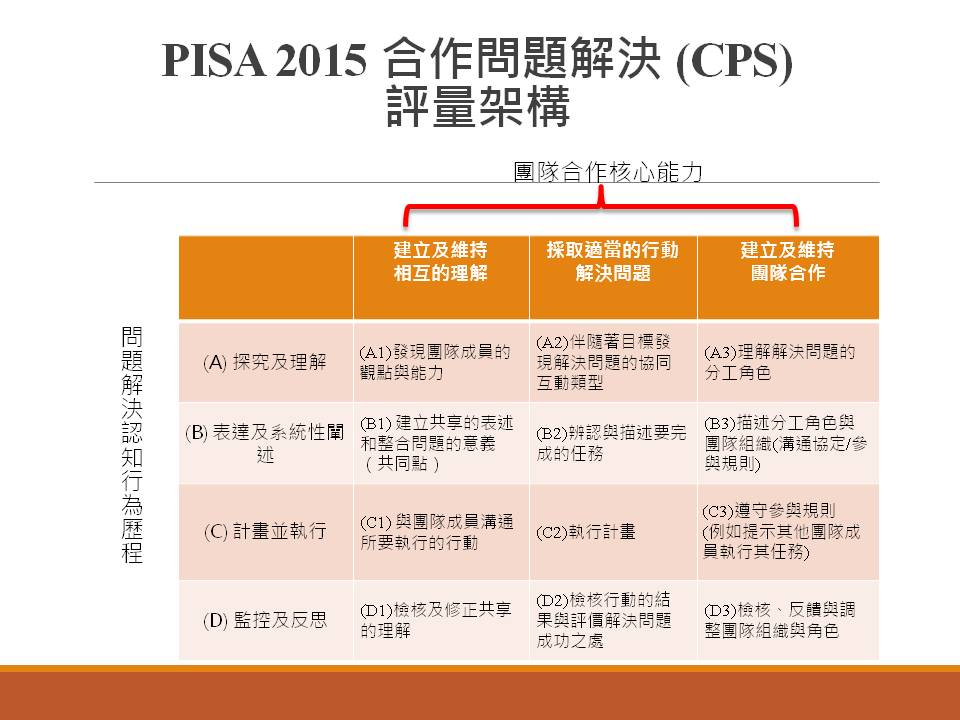 PISA 2015 合作問題解決 (CPS)
評量架構
團隊合作核心能力
建立及維持
相互的理解
採取適當的行動
解決問題
建立及維持
團隊合作
問題解決認知行為歷程
(A) 探究及理解
(A1)發現團隊成員的
觀點與能力
(A2)伴隨著目標發
現解決問題的協同
互動類型
(A3)理解解決問題的
分工角色
(B) 表達及系統性闡
述
(B1) 建立共享的表述
和整合問題的意義
（共同點）
(B2)辨認與描述要完
成的任務
(B3)描述分工角色與
團隊組織(溝通協定/參
與規則)
(C) 計畫並執行
(C1) 與團隊成員溝通
所要執行的行動
(C2)執行計畫
(C3)遵守參與規則
(例如提示其他團隊成
員執行其任務)
(D) 監控及反思
(D1)檢核及修正共享
的理解
(D2)檢核行動的結
果與評價解決問題
成功之處
(D3)檢核、反饋與調
整團隊組織與角色